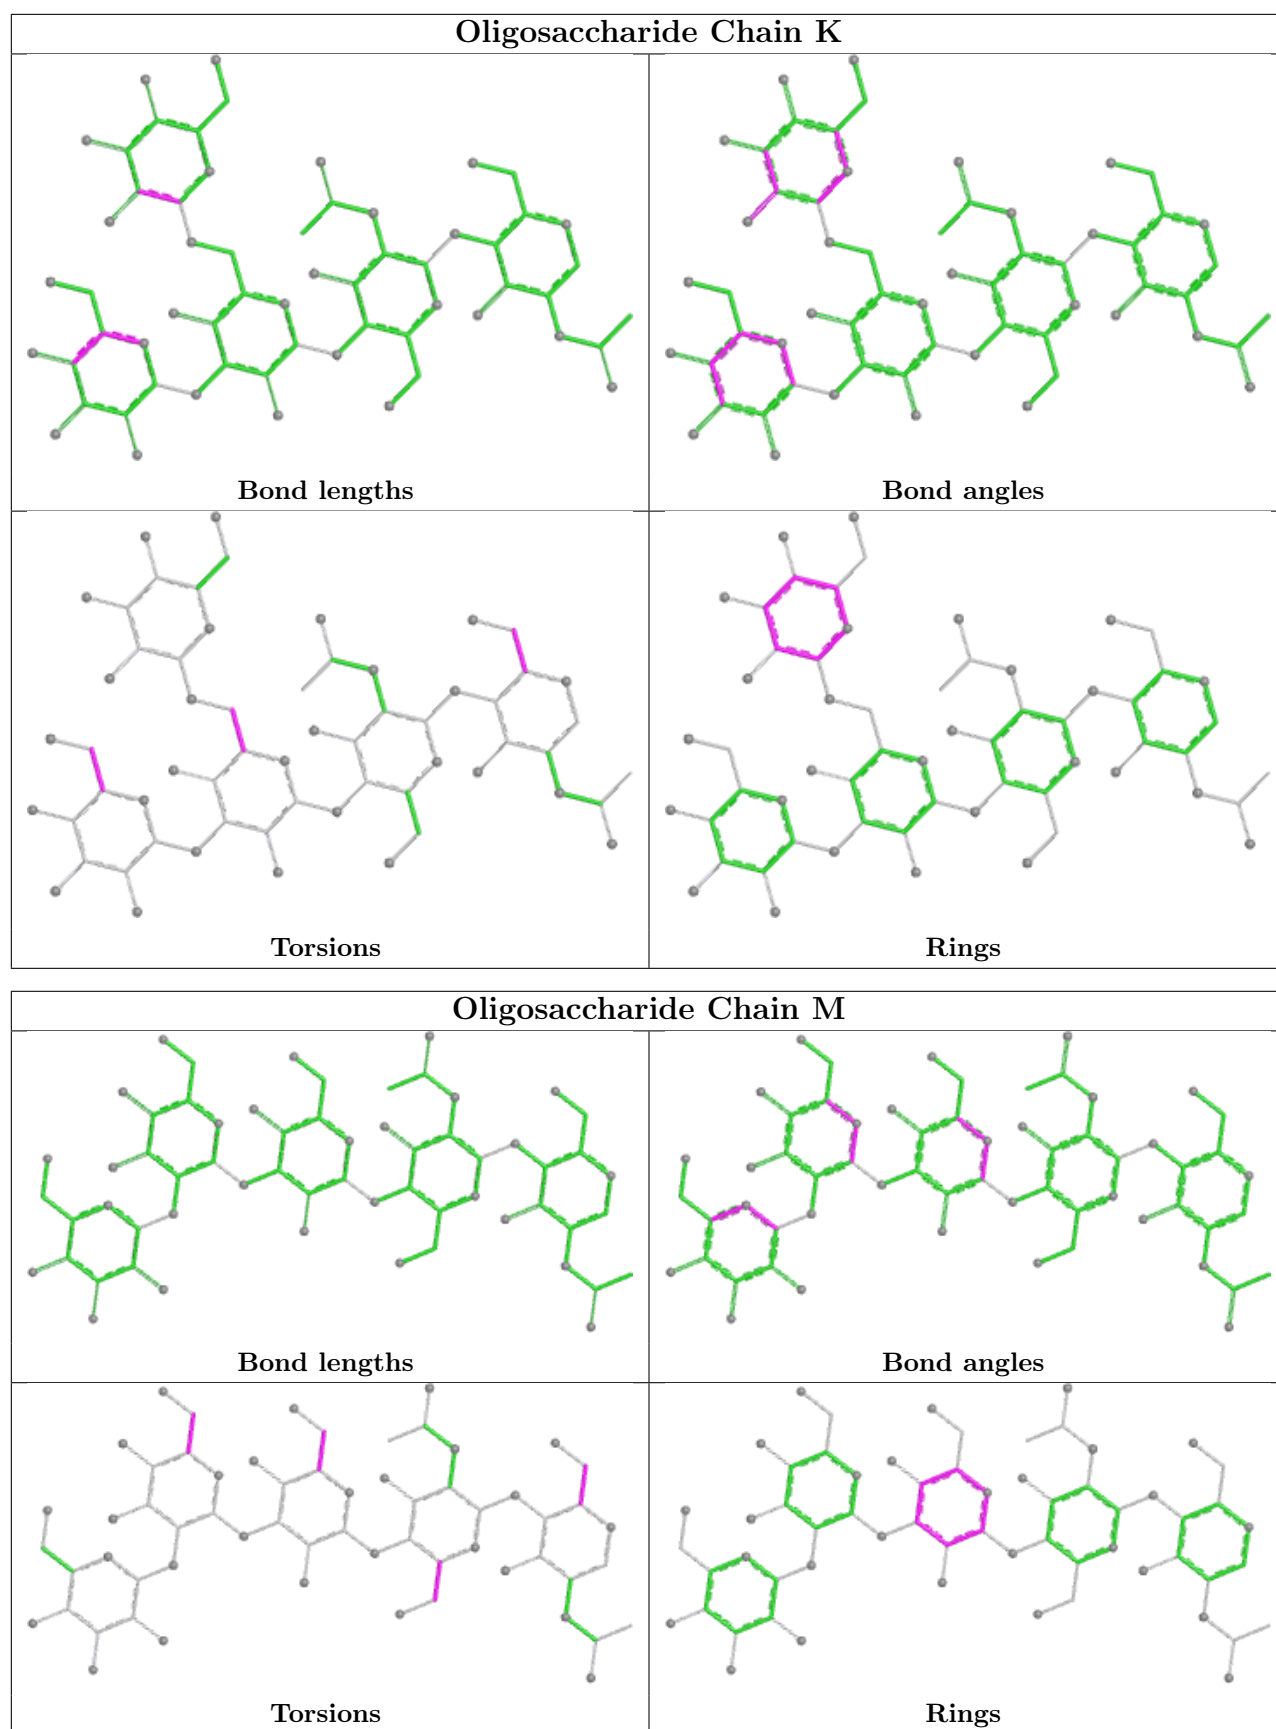 Oligosaccharide Chain K
Bond lengths
Bond angles
Torsions
Rings
Oligosaccharide Chain M
Bond lengths
Bond angles
Torsions
Rings